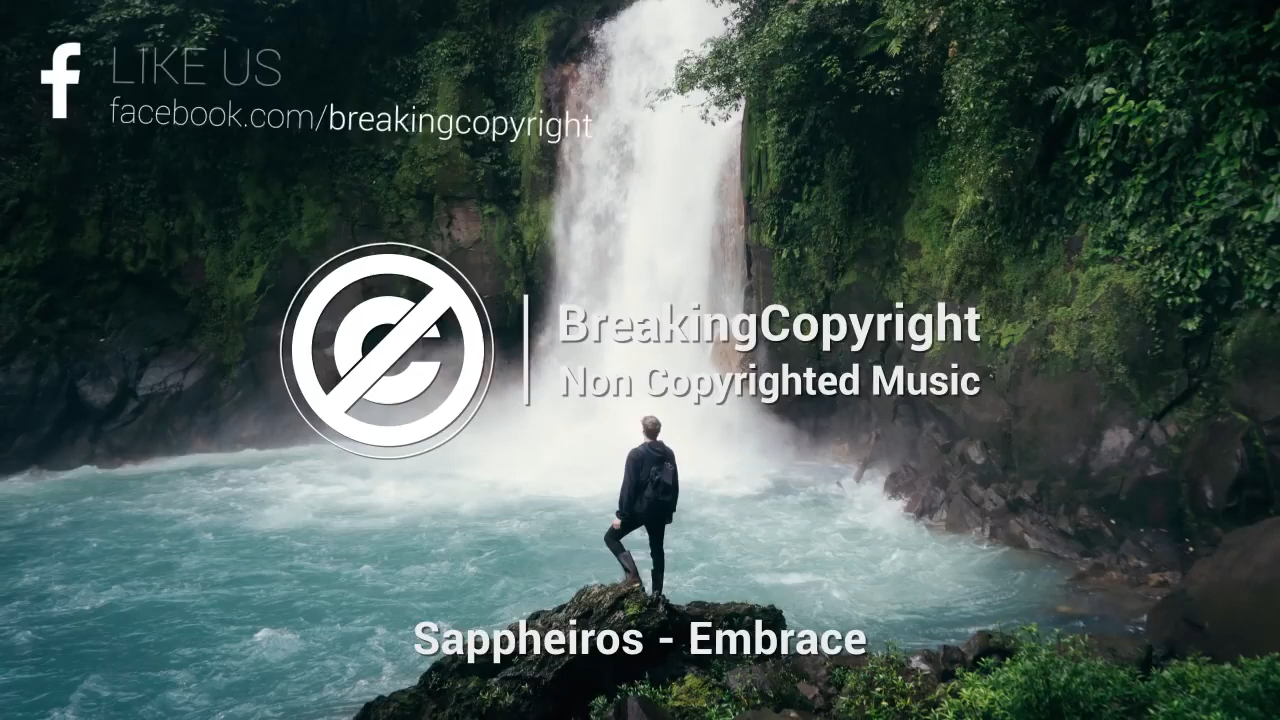 LIKE US
facebook.com/breakingcopyright
BreakingCopyright
Non Copyrighted Music
Sappheiros - Embrace